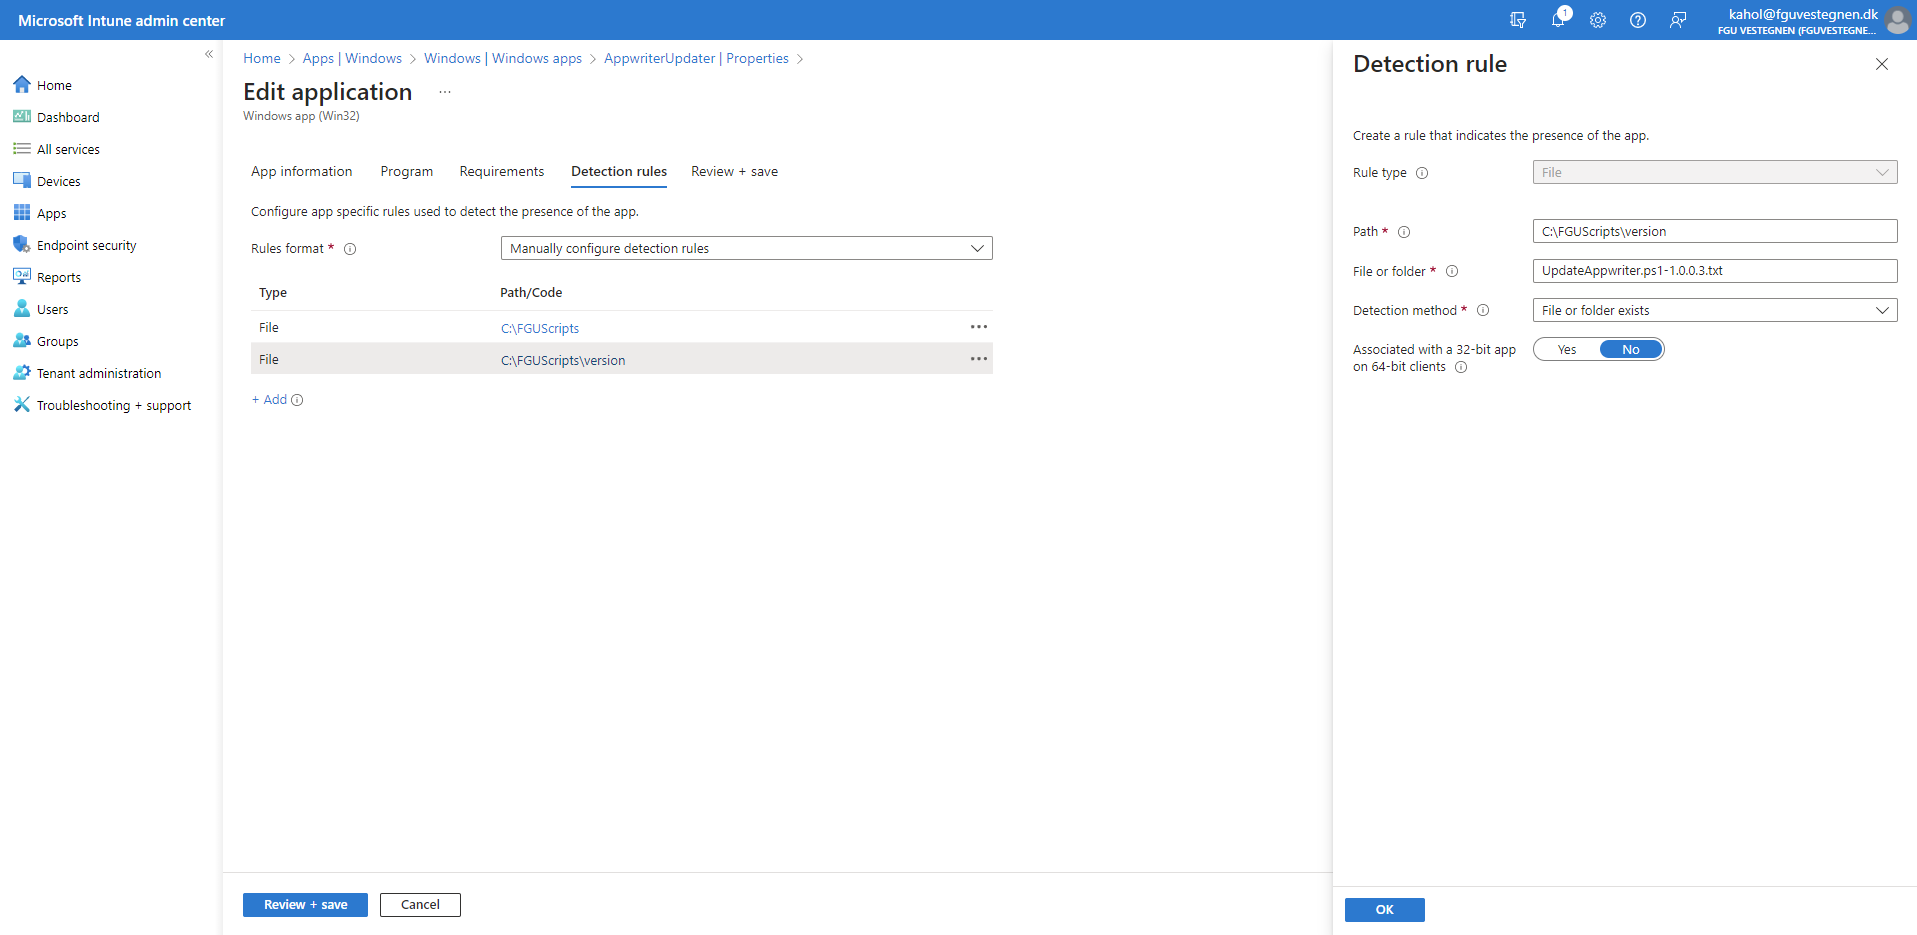 Microsoft Intune admin center
1
kahol@fguvestegnen.dk
FGU VESTEGNEN (FGUVESTEGNE...
«
Home
Dashboard
All services
Devices
Apps
Endpoint security
Reports
Users
Groups
Tenant administration
Troubleshooting + support
Home > Apps | Windows > Windows | Windows apps > AppwriterUpdater | Properties >
Edit application ...
Windows app (Win32)
App information Program Requirements Detection rules Review + save
Configure app specific rules used to detect the presence of the app.
Rules format * Manually configure detection rules
Type Path/Code
File C:\FGUScripts ...
File C:\FGUScripts\version ...
+ Add
Review + save Cancel
Detection rule
Create a rule that indicates the presence of the app.
Rule type File
Path * C:\FGUScripts\version
File or folder * UpdateAppwriter.ps1-1.0.0.3.txt
Detection method * File or folder exists
Associated with a 32-bit app Yes No
on 64-bit clients
OK